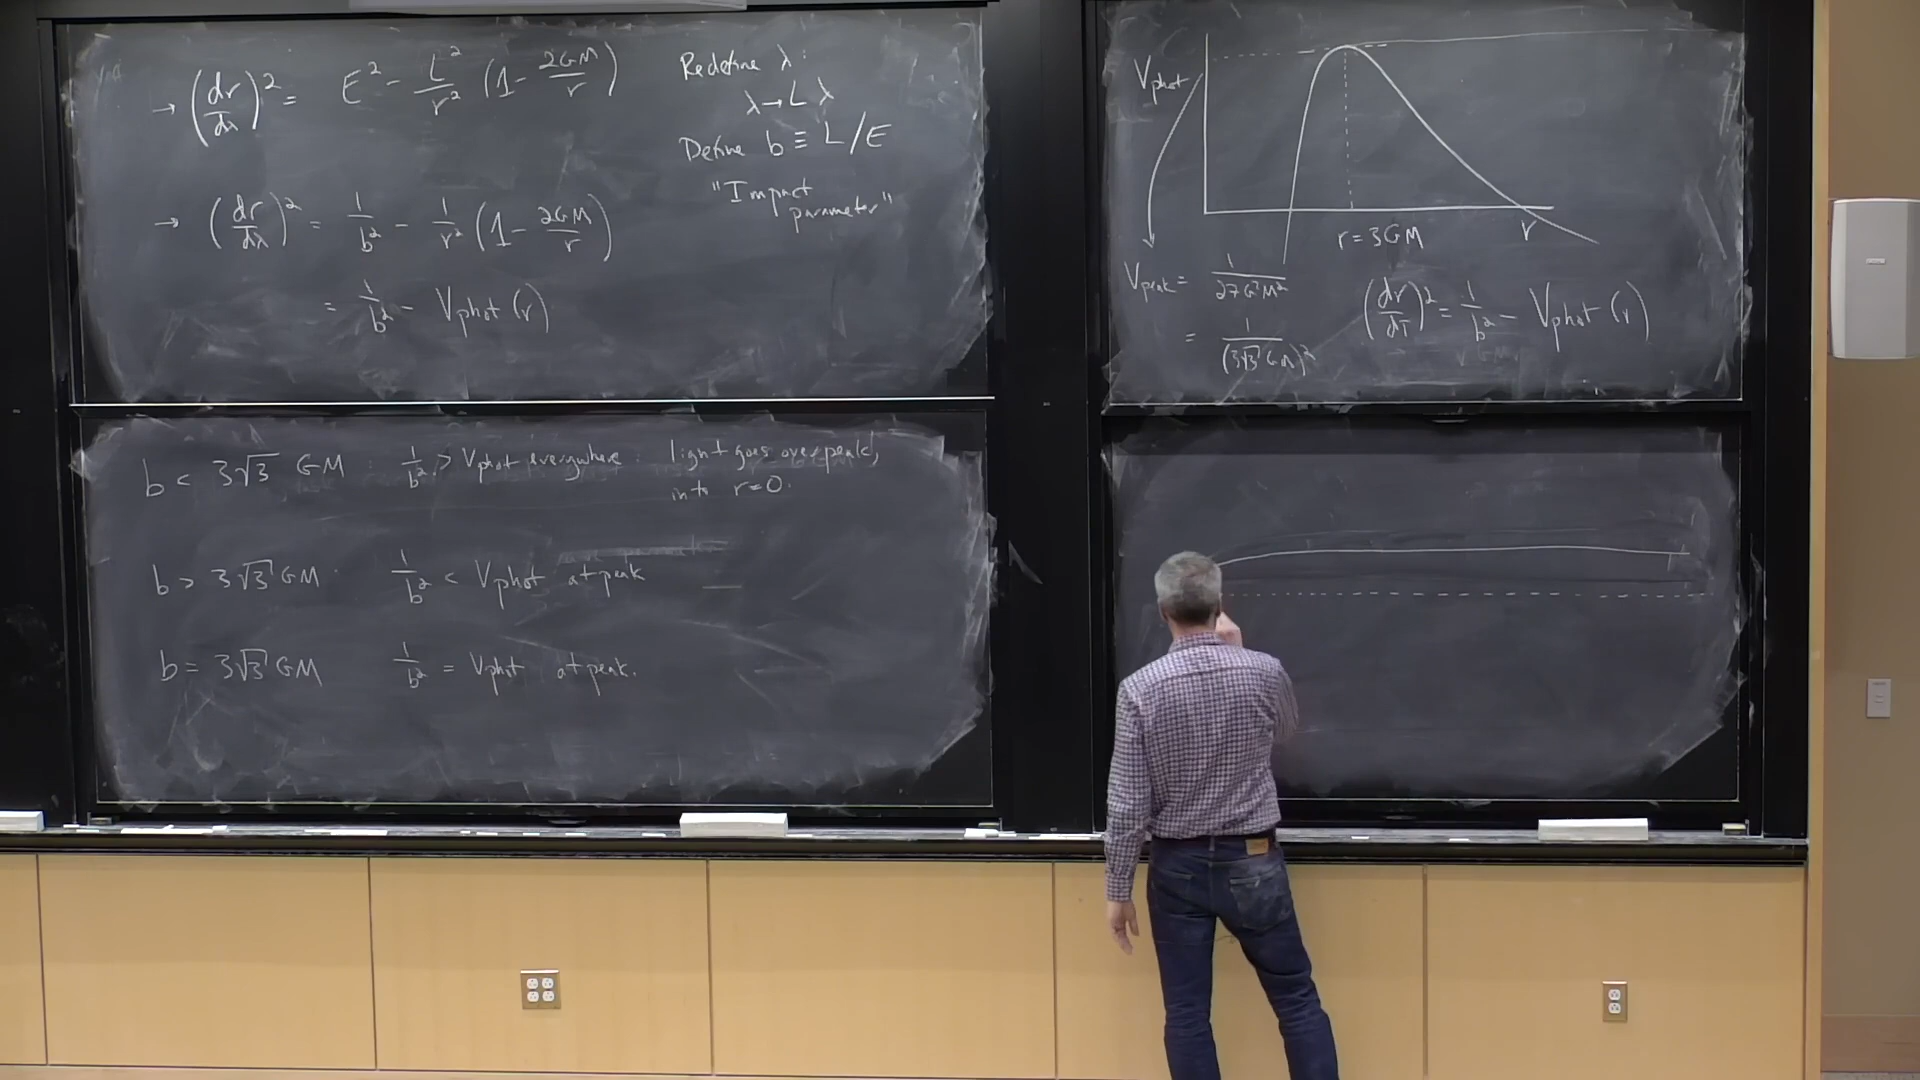 → (dr/dλ)² = E² - L²/r² (1 - 2GM/r)
Redefine λ:
λ → L λ
Define b ≡ L/E
"Impact
parameter"
→ (dr/dλ)² = 1/b² - 1/r² (1 - 2GM/r)
= 1/b² - Vphot (r)
b < 3√3 GM : 1/b² > Vphot everywhere : light goes over peak,
into r=0.
b > 3√3 GM 1/b² < Vphot at peak
b = 3√3 GM 1/b² = Vphot at peak.
Vphot
r = 3GM
r
Vpeak = 1/27G²M²
= 1/(3√3 GM)²
(dr/dτ)² = 1/b² - Vphot (r)